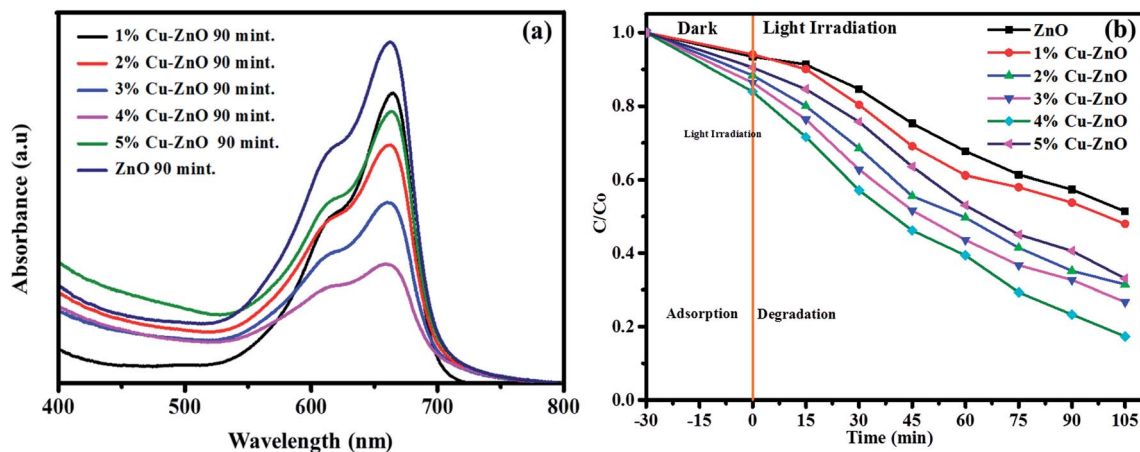 (a)
1% Cu-ZnO 90 mint.
2% Cu-ZnO 90 mint.
3% Cu-ZnO 90 mint.
4% Cu-ZnO 90 mint.
5% Cu-ZnO 90 mint.
ZnO 90 mint.
Absorbance (a.u)
400 500 600 700 800
Wavelength (nm)
Dark Light Irradiation (b)
ZnO
1% Cu-ZnO
2% Cu-ZnO
3% Cu-ZnO
4% Cu-ZnO
5% Cu-ZnO
Light Irradiation
Adsorption Degradation
C/Co
1.0
0.8
0.6
0.4
0.2
0.0
-30 -15 0 15 30 45 60 75 90 105
Time (min)